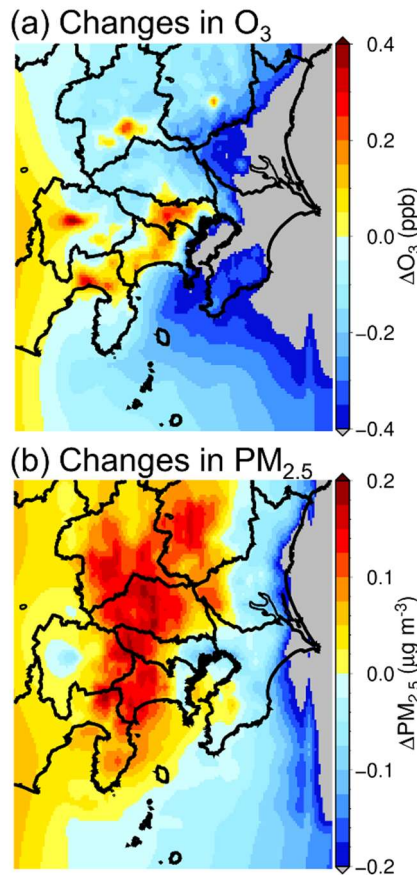 (a) Changes in O₃
0.4
0.2
0.0
−0.2
−0.4
ΔO₃ (ppb)
(b) Changes in PM₂.₅
0.2
0.1
0.0
−0.1
−0.2
ΔPM₂.₅ (µg m⁻³)